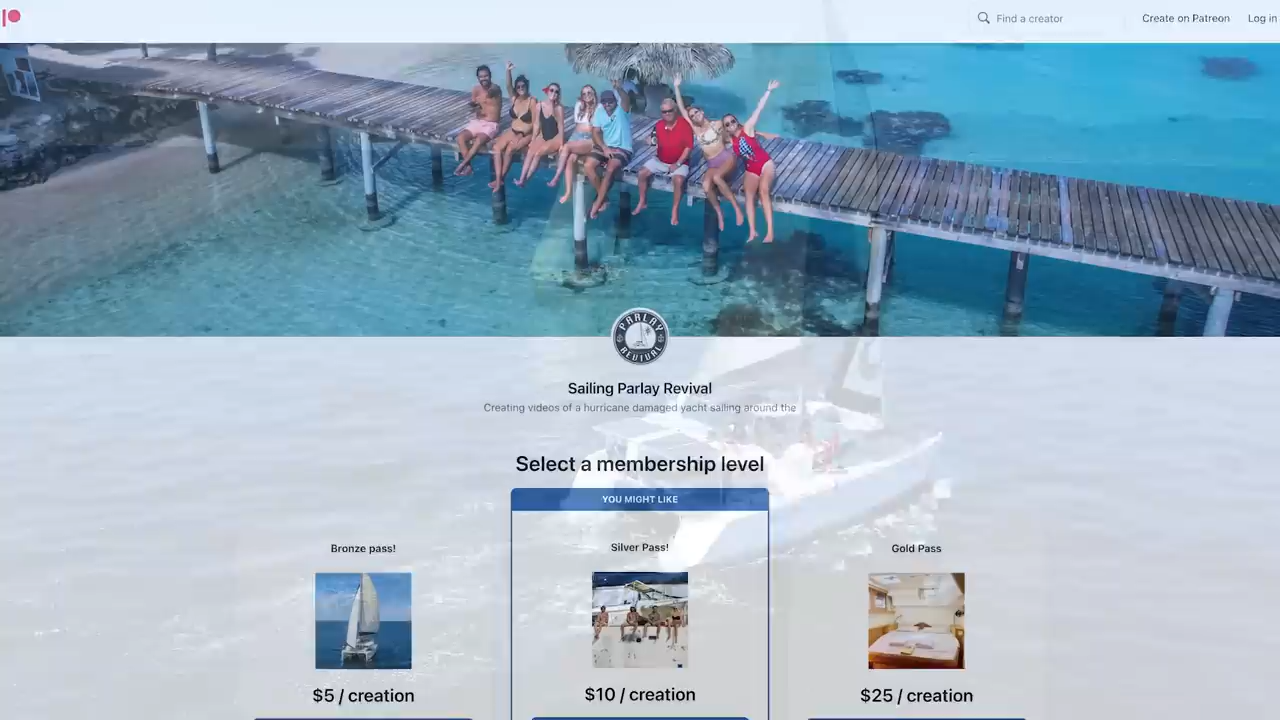 Find a creator
Create on Patreon
Log in
PARLAY
REVIVAL
Sailing Parlay Revival
Creating videos of a hurricane damaged yacht sailing around the
Select a membership level
YOU MIGHT LIKE
Bronze pass!
Silver Pass!
Gold Pass
$5 / creation
$10 / creation
$25 / creation